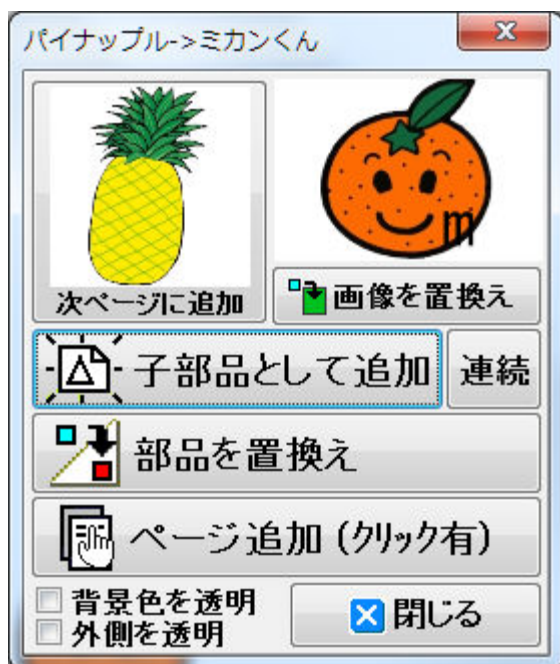 パイナップル->ミカンくん
m
次ページに追加
画像を置換え
子部品として追加
連続
部品を置換え
ページ追加 (クリック有)
背景色を透明
外側を透明
閉じる